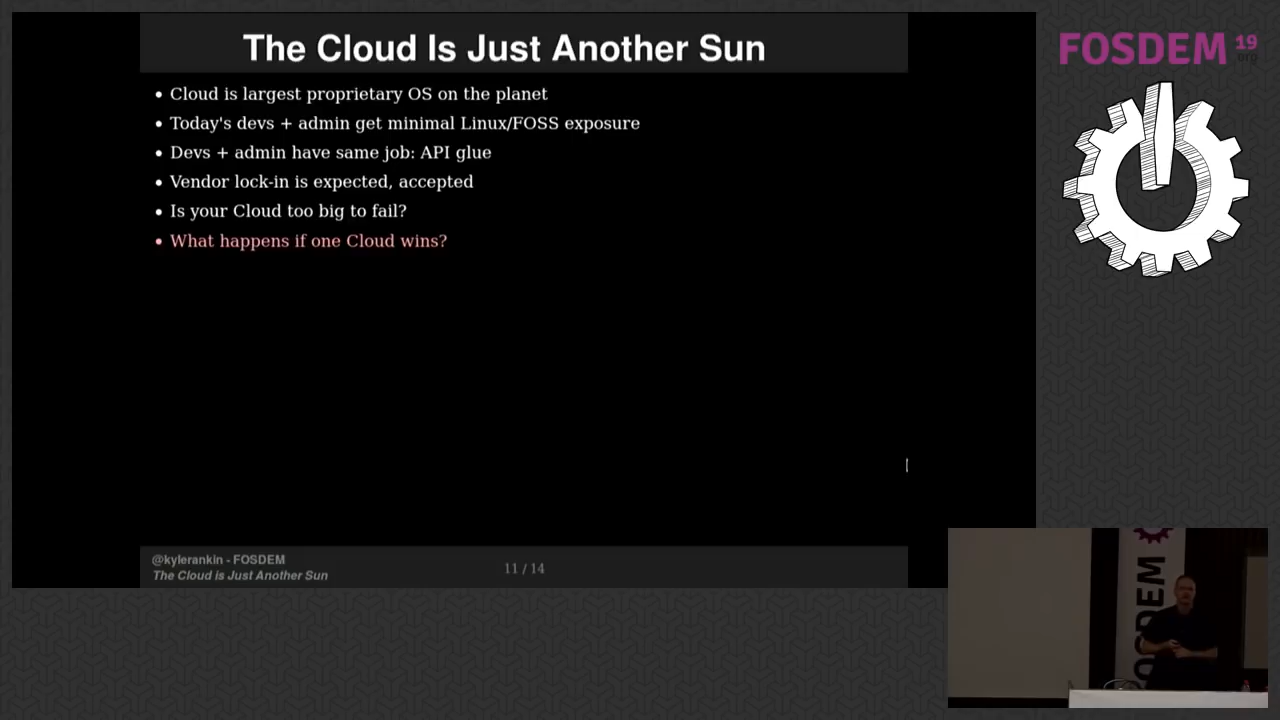 The Cloud Is Just Another Sun
• Cloud is largest proprietary OS on the planet
• Today's devs + admin get minimal Linux/FOSS exposure
• Devs + admin have same job: API glue
• Vendor lock-in is expected, accepted
• Is your Cloud too big to fail?
• What happens if one Cloud wins?
@kylerankin - FOSDEM
The Cloud is Just Another Sun
11 / 14
FOSDEM 19
.org
OSDEM